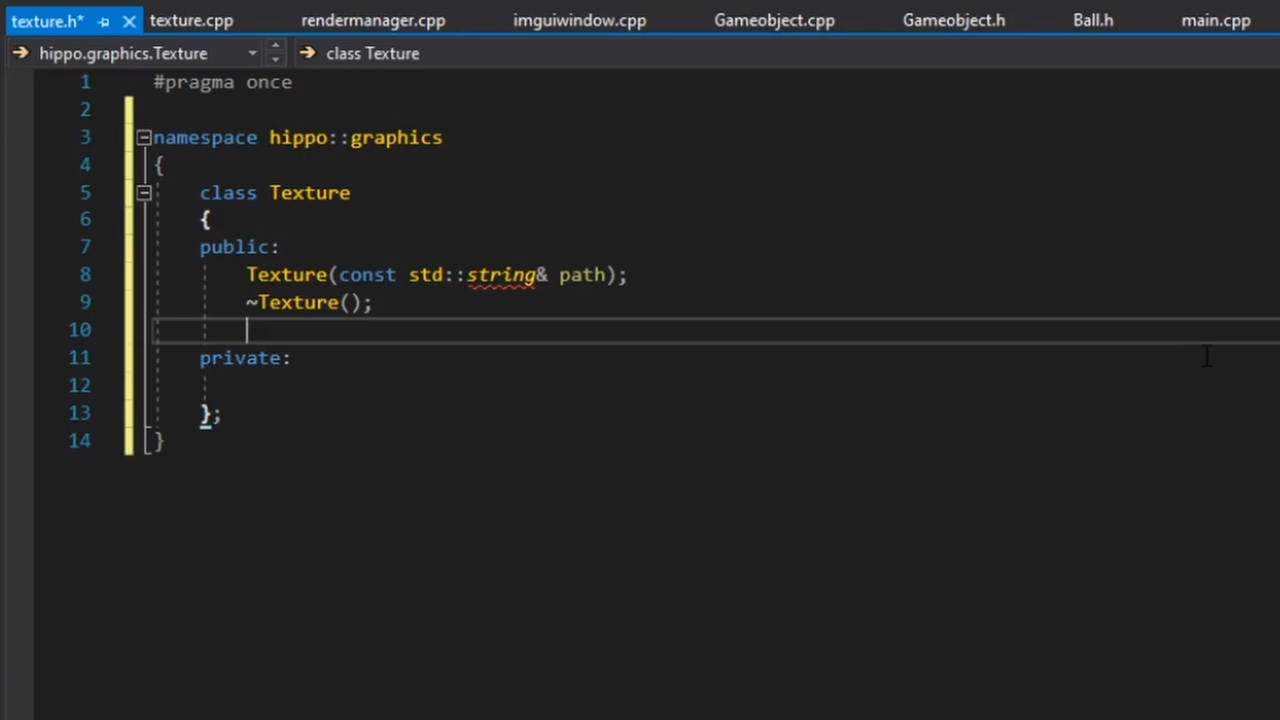 texture.h* texture.cpp rendermanager.cpp imguiwindow.cpp Gameobject.cpp Gameobject.h Ball.h main.cpp
hippo.graphics.Texture class Texture
1 #pragma once
2
3 namespace hippo::graphics
4 {
5 class Texture
6 {
7 public:
8 Texture(const std::string& path);
9 ~Texture();
10
11 private:
12
13 };
14 }